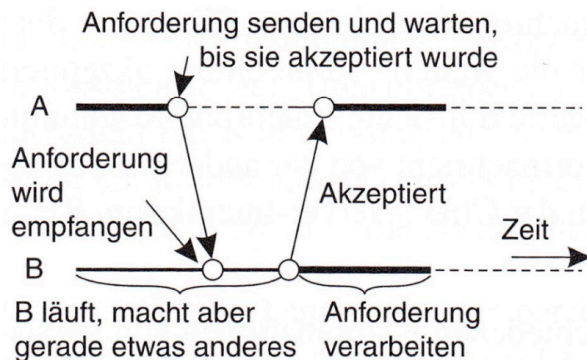 Anforderung senden und warten,
bis sie akzeptiert wurde
A
Anforderung
wird
empfangen
Akzeptiert
Zeit
B
B läuft, macht aber
gerade etwas anderes
Anforderung
verarbeiten